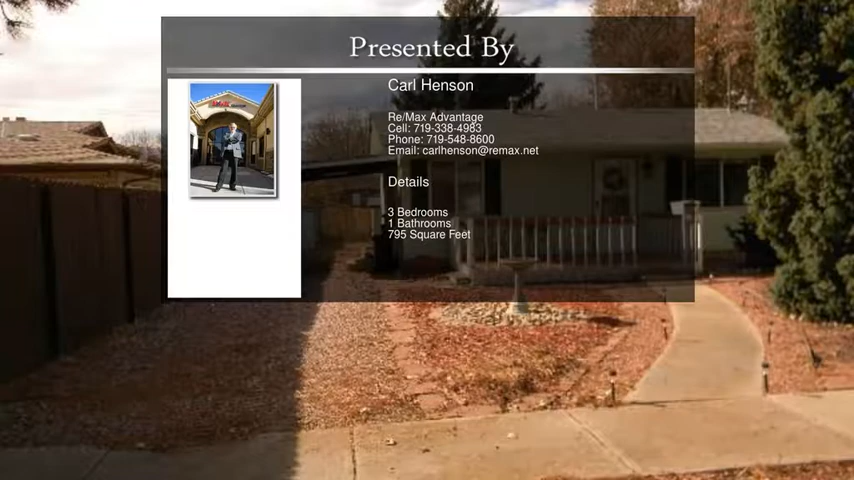 Presented By
Carl Henson
Re/Max Advantage
Cell: 719-338-4983
Phone: 719-548-8600
Email: carlhenson@remax.net
Details
3 Bedrooms
1 Bathrooms
795 Square Feet